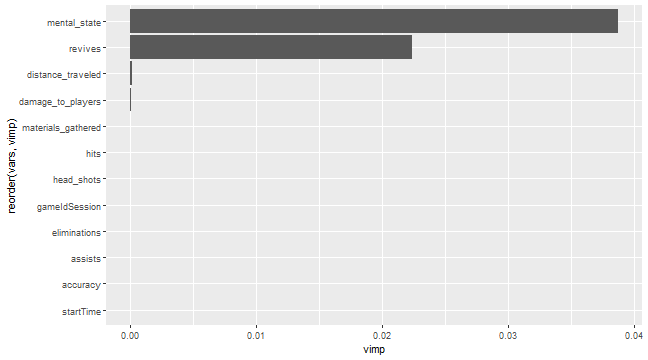 mental_state
revives
distance_traveled
damage_to_players
materials_gathered
hits
head_shots
gameIdSession
eliminations
assists
accuracy
startTime
reorder(vars, vimp)
0.00 0.01 0.02 0.03 0.04
vimp